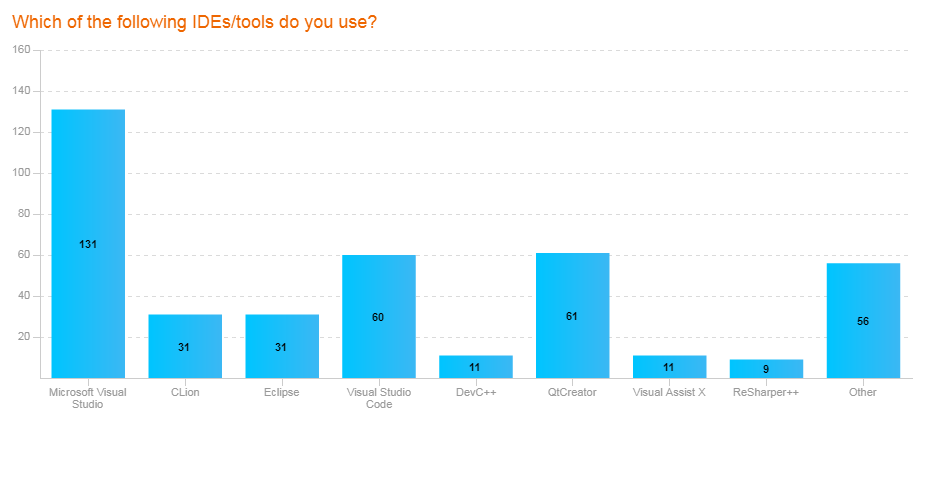 Which of the following IDEs/tools do you use?
160
140
120
100
80
60
40
20
131
31
31
60
11
61
11
9
56
Microsoft Visual
Studio
CLion
Eclipse
Visual Studio
Code
DevC++
QtCreator
Visual Assist X
ReSharper++
Other